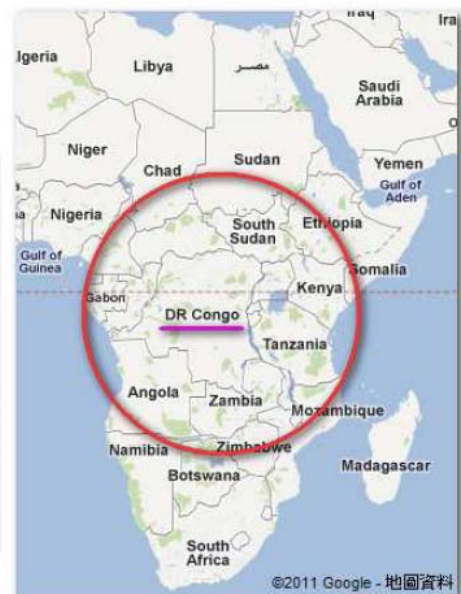 Iraq
Iran
Algeria
Libya
مصر
Saudi
Arabia
Niger
Chad
Sudan
Yemen
Gulf of
Aden
Nigeria
South
Sudan
Ethiopia
Gulf of
Guinea
Somalia
Gabon
Kenya
DR Congo
Tanzania
Angola
Zambia
Mozambique
Namibia
Zimbabwe
Madagascar
Botswana
South
Africa
©2011 Google - 地圖資料